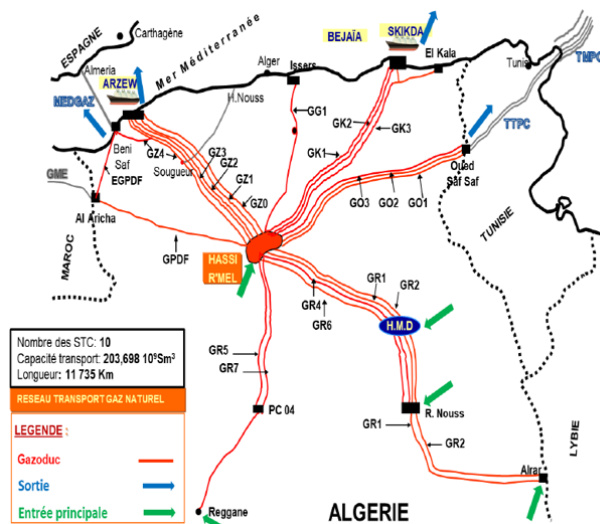 ESPAGNE
Carthagène
Almeria
MEDGAZ
ARZEW
Mer Méditerranée
Alger
Issers
BEJAÏA
SKIKDA
El Kala
Tunis
TMPC
TTPC
H.Nouss
Beni
Saf
GZ4
Sougueur
GZ3
GZ2
GZ1
GZ0
GG1
GK2
GK3
GK1
Oued
Saf Saf
GO3
GO2
GO1
GME
EGPDF
Al Aricha
MAROC
GPDF
HASSI
R'MEL
TUNISIE
GR1
GR2
GR4
GR6
H.M.D
GR5
GR7
PC 04
R. Nouss
GR1
GR2
LYBIE
Alrar
Reggane
ALGERIE
Nombre des STC: 10
Capacité transport: 203,698 10⁹Sm³
Longueur: 11 735 Km
RESEAU TRANSPORT GAZ NATUREL
LEGENDE :
Gazoduc
Sortie
Entrée principale